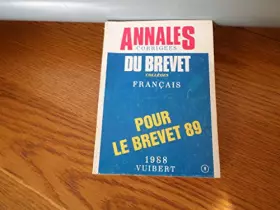 ANNALES
CORRIGÉES
DU BREVET
COLLÈGES
FRANÇAIS
POUR
LE BREVET 89
1988
VUIBERT